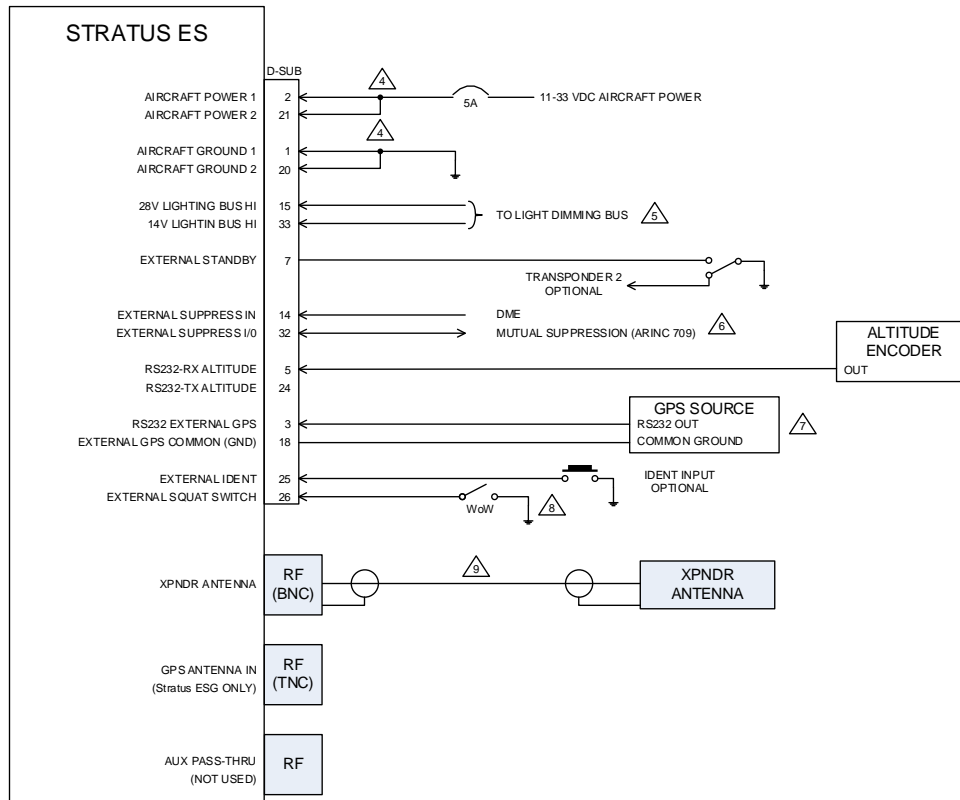 STRATUS ES
D-SUB
AIRCRAFT POWER 1 2 4 5A 11-33 VDC AIRCRAFT POWER
AIRCRAFT POWER 2 21
4
AIRCRAFT GROUND 1 1
AIRCRAFT GROUND 2 20
28V LIGHTING BUS HI 15
14V LIGHTIN BUS HI 33
TO LIGHT DIMMING BUS 5
EXTERNAL STANDBY 7
TRANSPONDER 2
OPTIONAL
EXTERNAL SUPPRESS IN 14 DME
EXTERNAL SUPPRESS I/0 32 MUTUAL SUPPRESSION (ARINC 709) 6
ALTITUDE
ENCODER
OUT
RS232-RX ALTITUDE 5
RS232-TX ALTITUDE 24
GPS SOURCE
RS232 EXTERNAL GPS 3 RS232 OUT
EXTERNAL GPS COMMON (GND) 18 COMMON GROUND
7
EXTERNAL IDENT 25
IDENT INPUT
OPTIONAL
EXTERNAL SQUAT SWITCH 26
WoW
8
XPNDR ANTENNA
RF
(BNC)
9
XPNDR
ANTENNA
GPS ANTENNA IN
(Stratus ESG ONLY)
RF
(TNC)
AUX PASS-THRU
(NOT USED)
RF